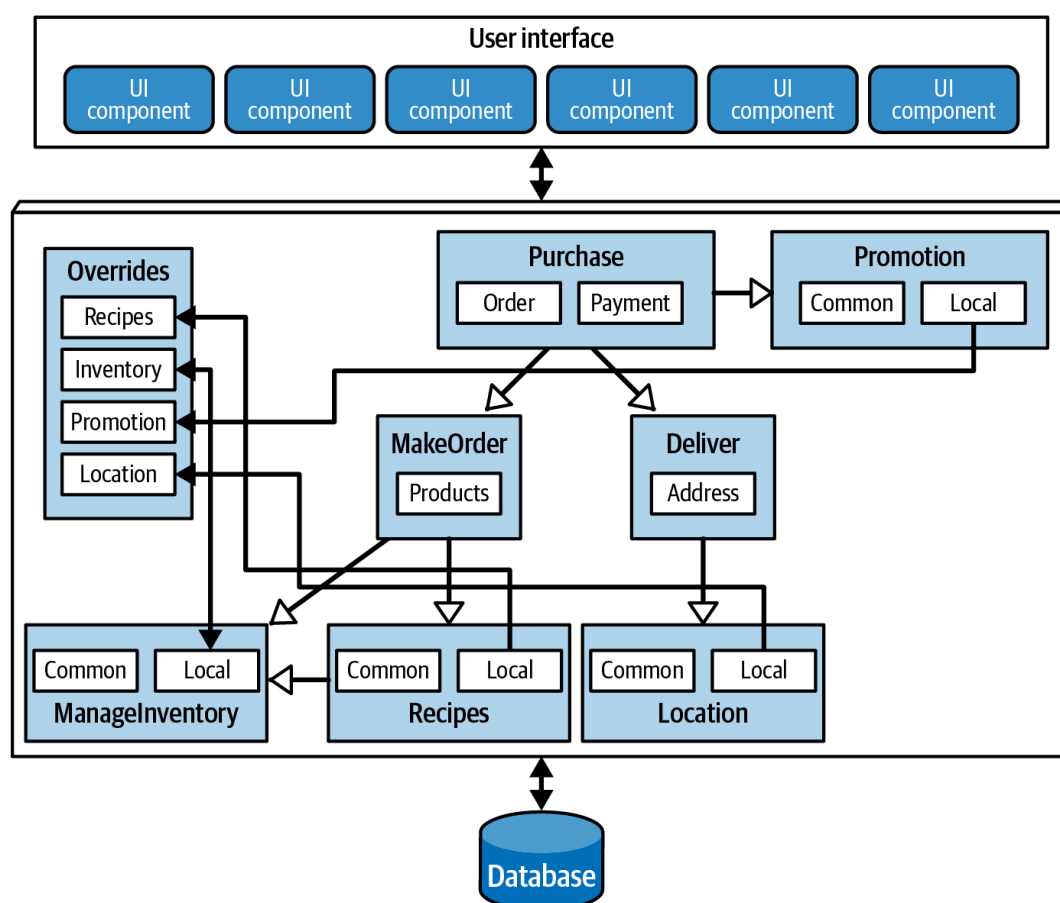 User interface
UI
component
UI
component
UI
component
UI
component
UI
component
UI
component
Overrides
Recipes
Inventory
Promotion
Location
Purchase
Order
Payment
Promotion
Common
Local
MakeOrder
Products
Deliver
Address
Common
Local
ManageInventory
Common
Local
Recipes
Common
Local
Location
Database